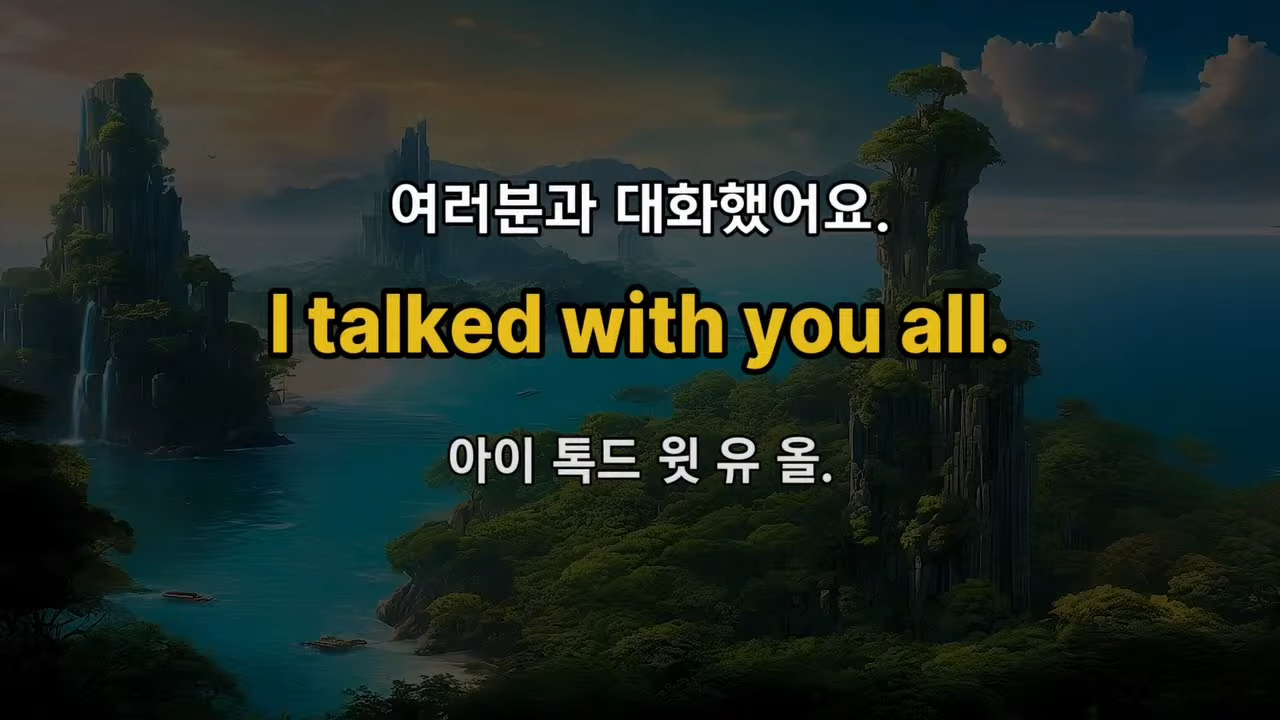 여러분과 대화했어요.
I talked with you all.
아이 톡드 윗 유 올.